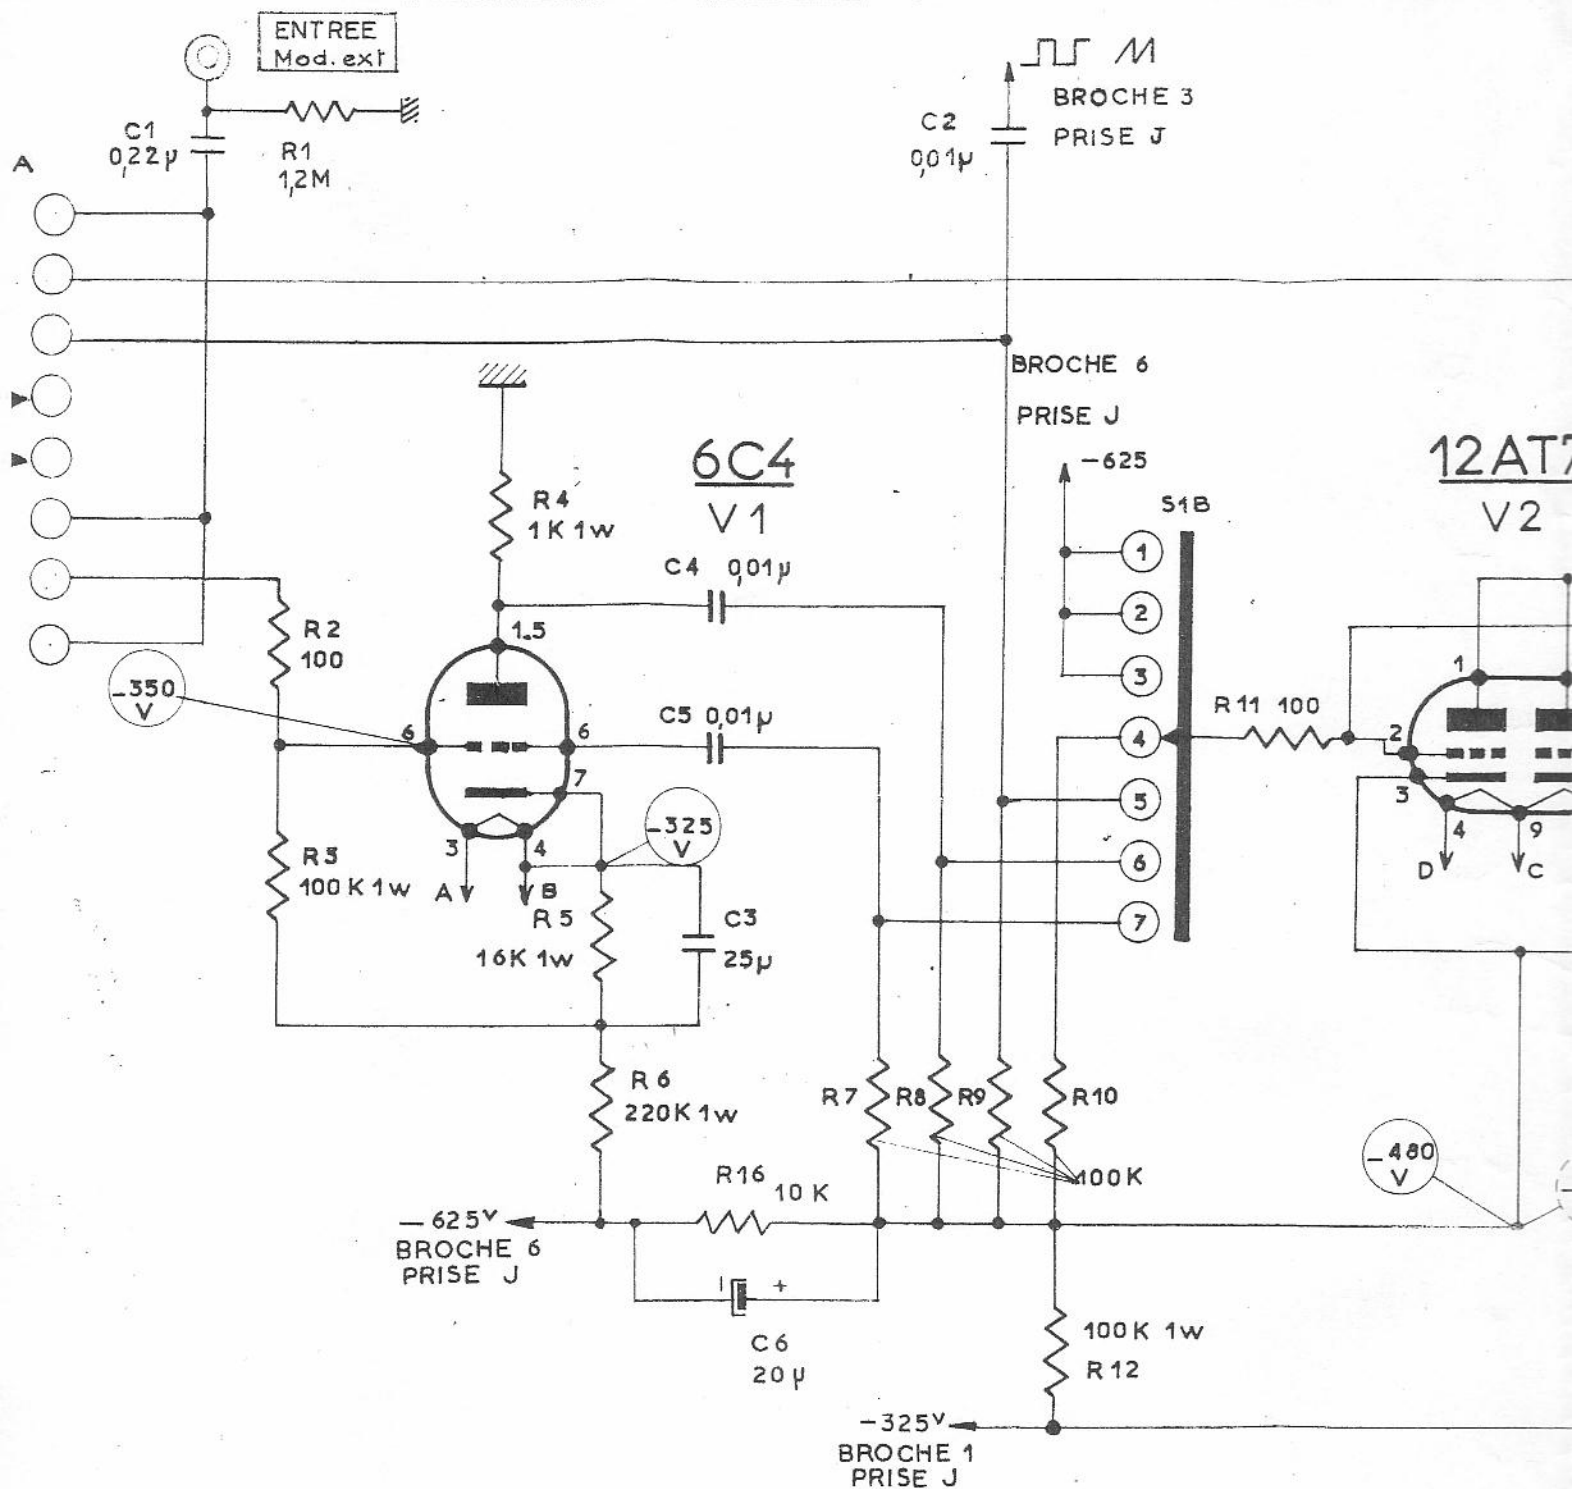 ENTREE
Mod. ext
C1
0,22µ
R1
1,2M
A
C2
0,01µ
BROCHE 3
PRISE J
BROCHE 6
PRISE J
-625
S1B
6C4
V1
12AT7
V2
R4
1K 1w
C4 0,01µ
1.5
R2
100
-350
V
6
6
7
C5 0,01µ
1
2
3
4
5
6
7
R11 100
1
2
3
4
9
D
C
-325
V
3
4
A
B
R3
100K 1w
R5
16K 1w
C3
25µ
R6
220K 1w
R7
R8
R9
R10
100K
R16
10K
-480
V
-625V
BROCHE 6
PRISE J
C6
20µ
+
100K 1w
R12
-325V
BROCHE 1
PRISE J